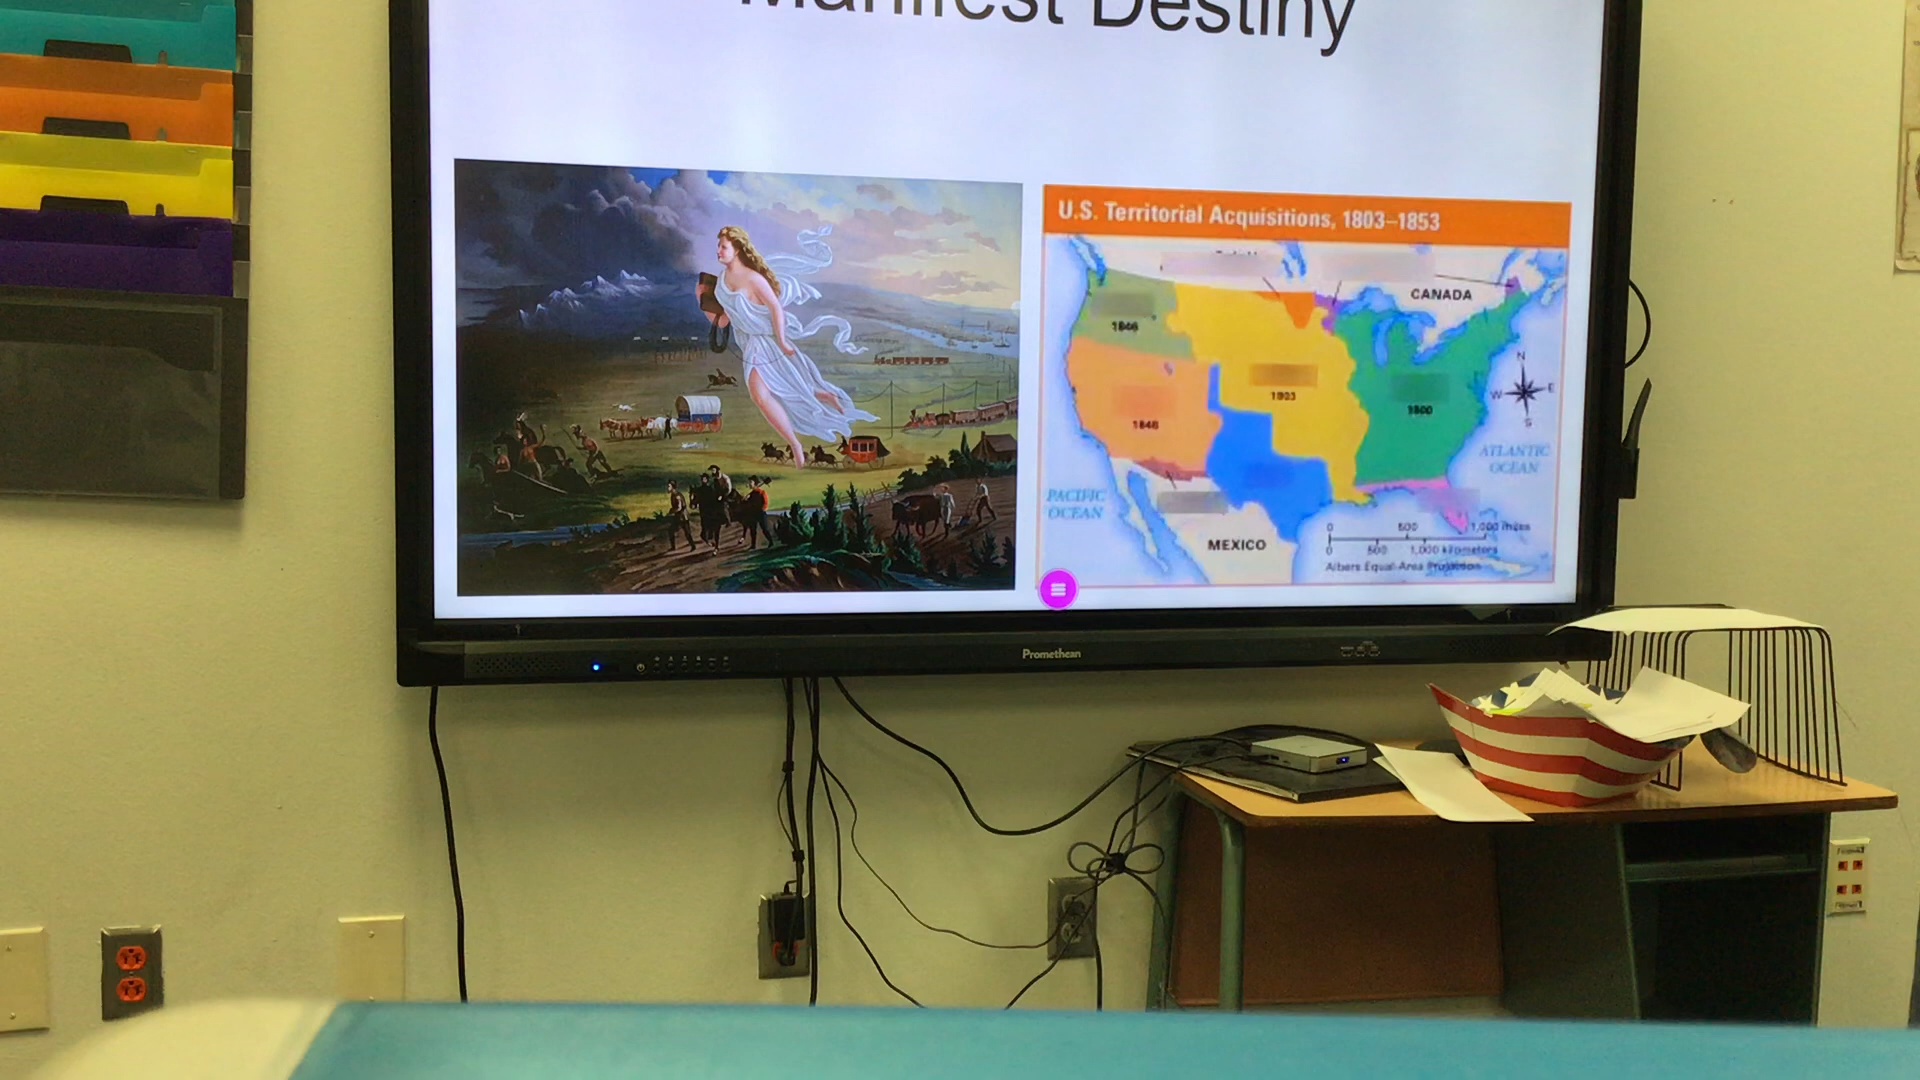 Manifest Destiny
U.S. Territorial Acquisitions, 1803–1853
CANADA
1846
1803
1800
1848
N
W
E
S
ATLANTIC
OCEAN
PACIFIC
OCEAN
MEXICO
0 500 1,000 miles
0 500 1,000 kilometers
Albers Equal-Area Projection
Promethean